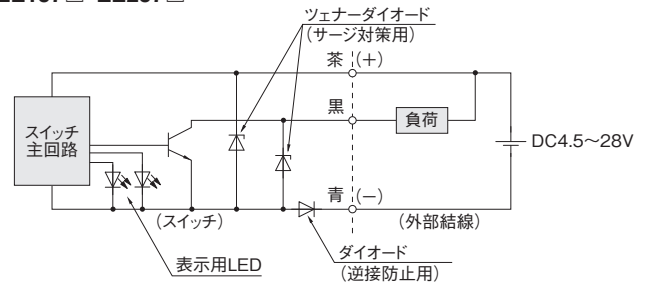 ツェナーダイオード
(サージ対策用)
茶 (+)
黒
スイッチ
主回路
負荷
DC4.5～28V
青 (−)
(スイッチ)
(外部結線)
表示用LED
ダイオード
(逆接防止用)